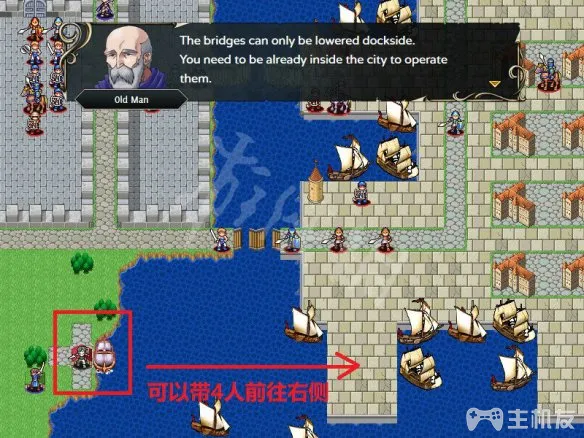 The bridges can only be lowered dockside.
You need to be already inside the city to operate
them.
Old Man
可以带4人前往右侧
主机友